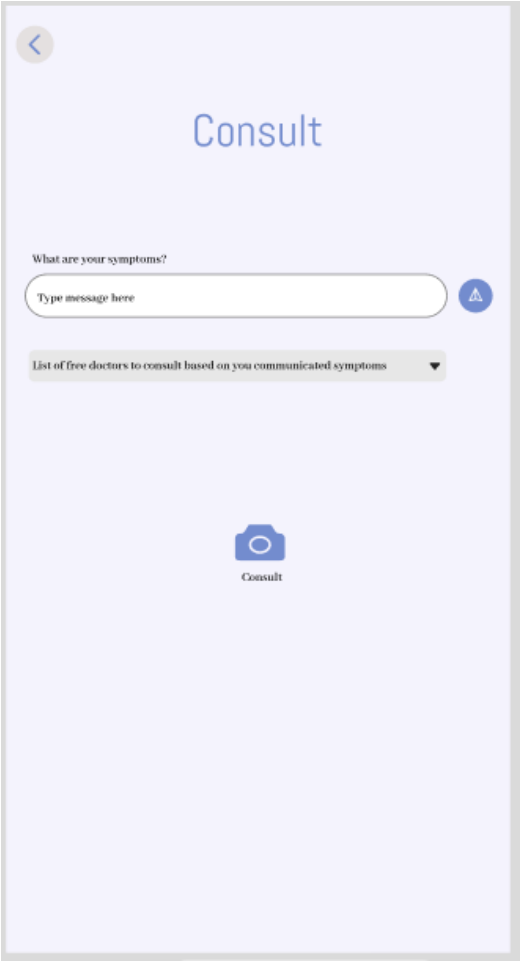 Consult
What are your symptoms?
Type message here
List of free doctors to consult based on you communicated symptoms
Consult